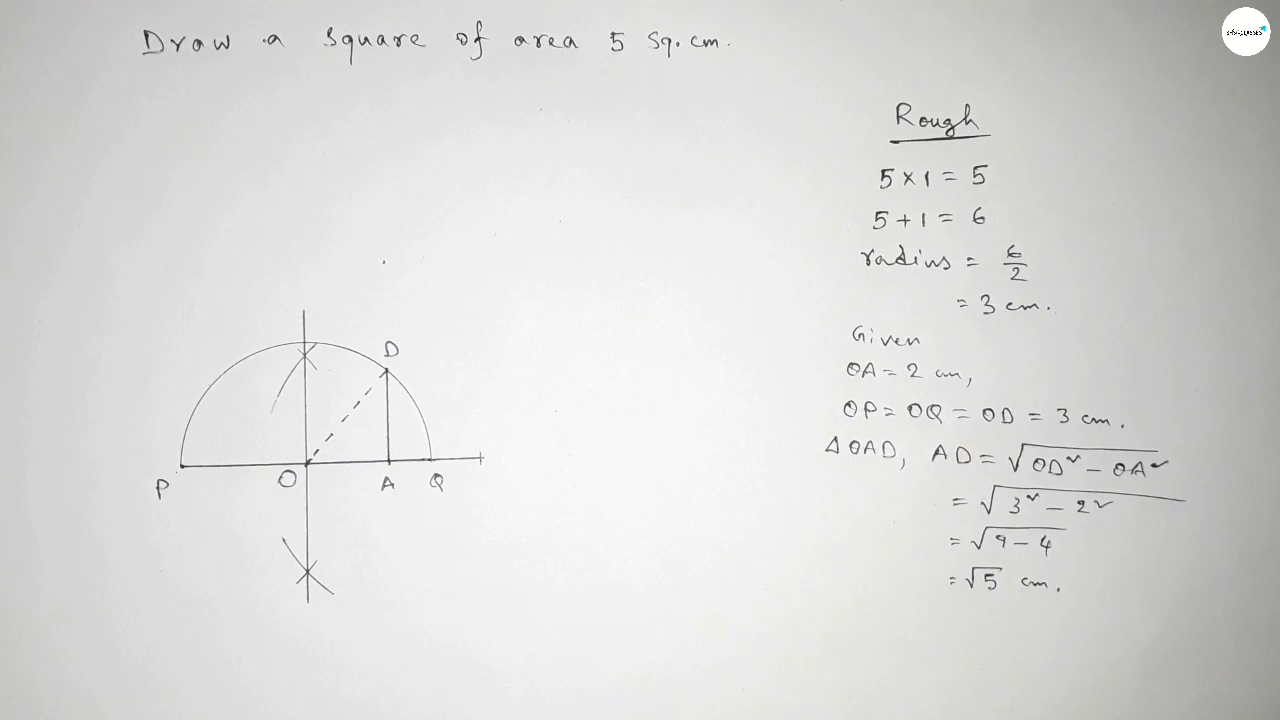 Draw a square of area 5 sq.cm.
Rough
5 × 1 = 5
5 + 1 = 6
radius = 6/2
= 3 cm.
Given
OA = 2 cm,
OP = OQ = OD = 3 cm.
Δ OAD, AD = √(OD² - OA²)
= √(3² - 2²)
= √(9 - 4)
= √5 cm.
D
P O A Q